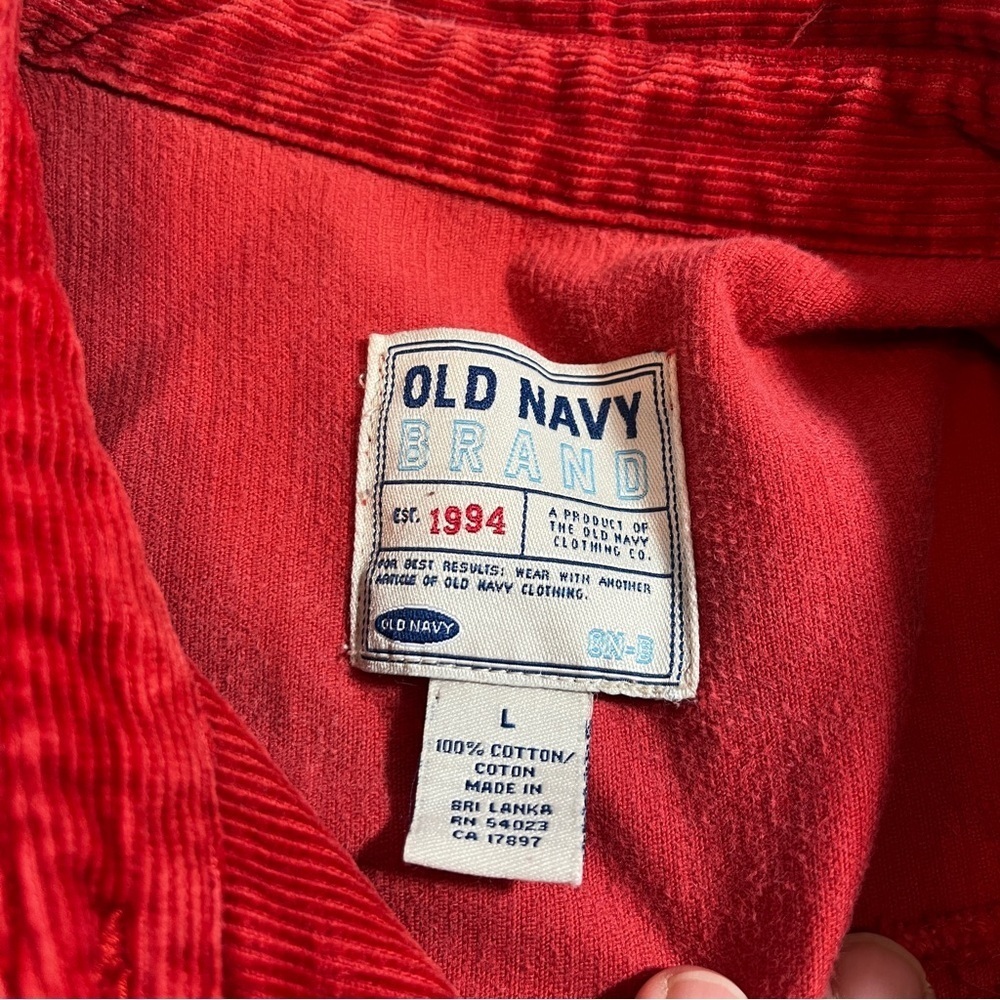 OLD NAVY
BRAND
EST. 1994
A PRODUCT OF
THE OLD NAVY
CLOTHING CO.
FOR BEST RESULTS: WEAR WITH ANOTHER
ARTICLE OF OLD NAVY CLOTHING.
OLD NAVY
SN-B
L
100% COTTON/
COTON
MADE IN
SRI LANKA
RN 54023
CA 17897